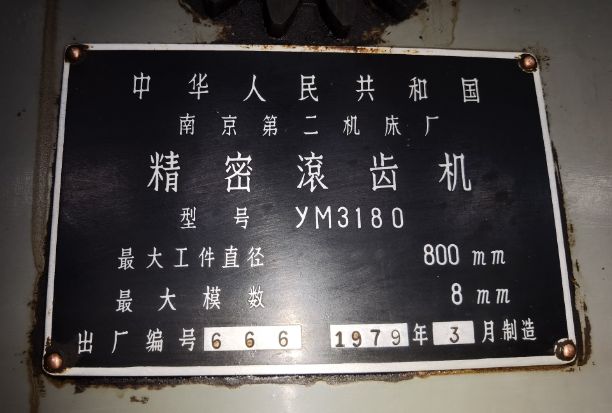 中华人民共和国
南京第二机床厂
精密滚齿机
型号 YM3180
最大工件直径 800 mm
最大模数 8 mm
出厂编号 666 1979年3月制造